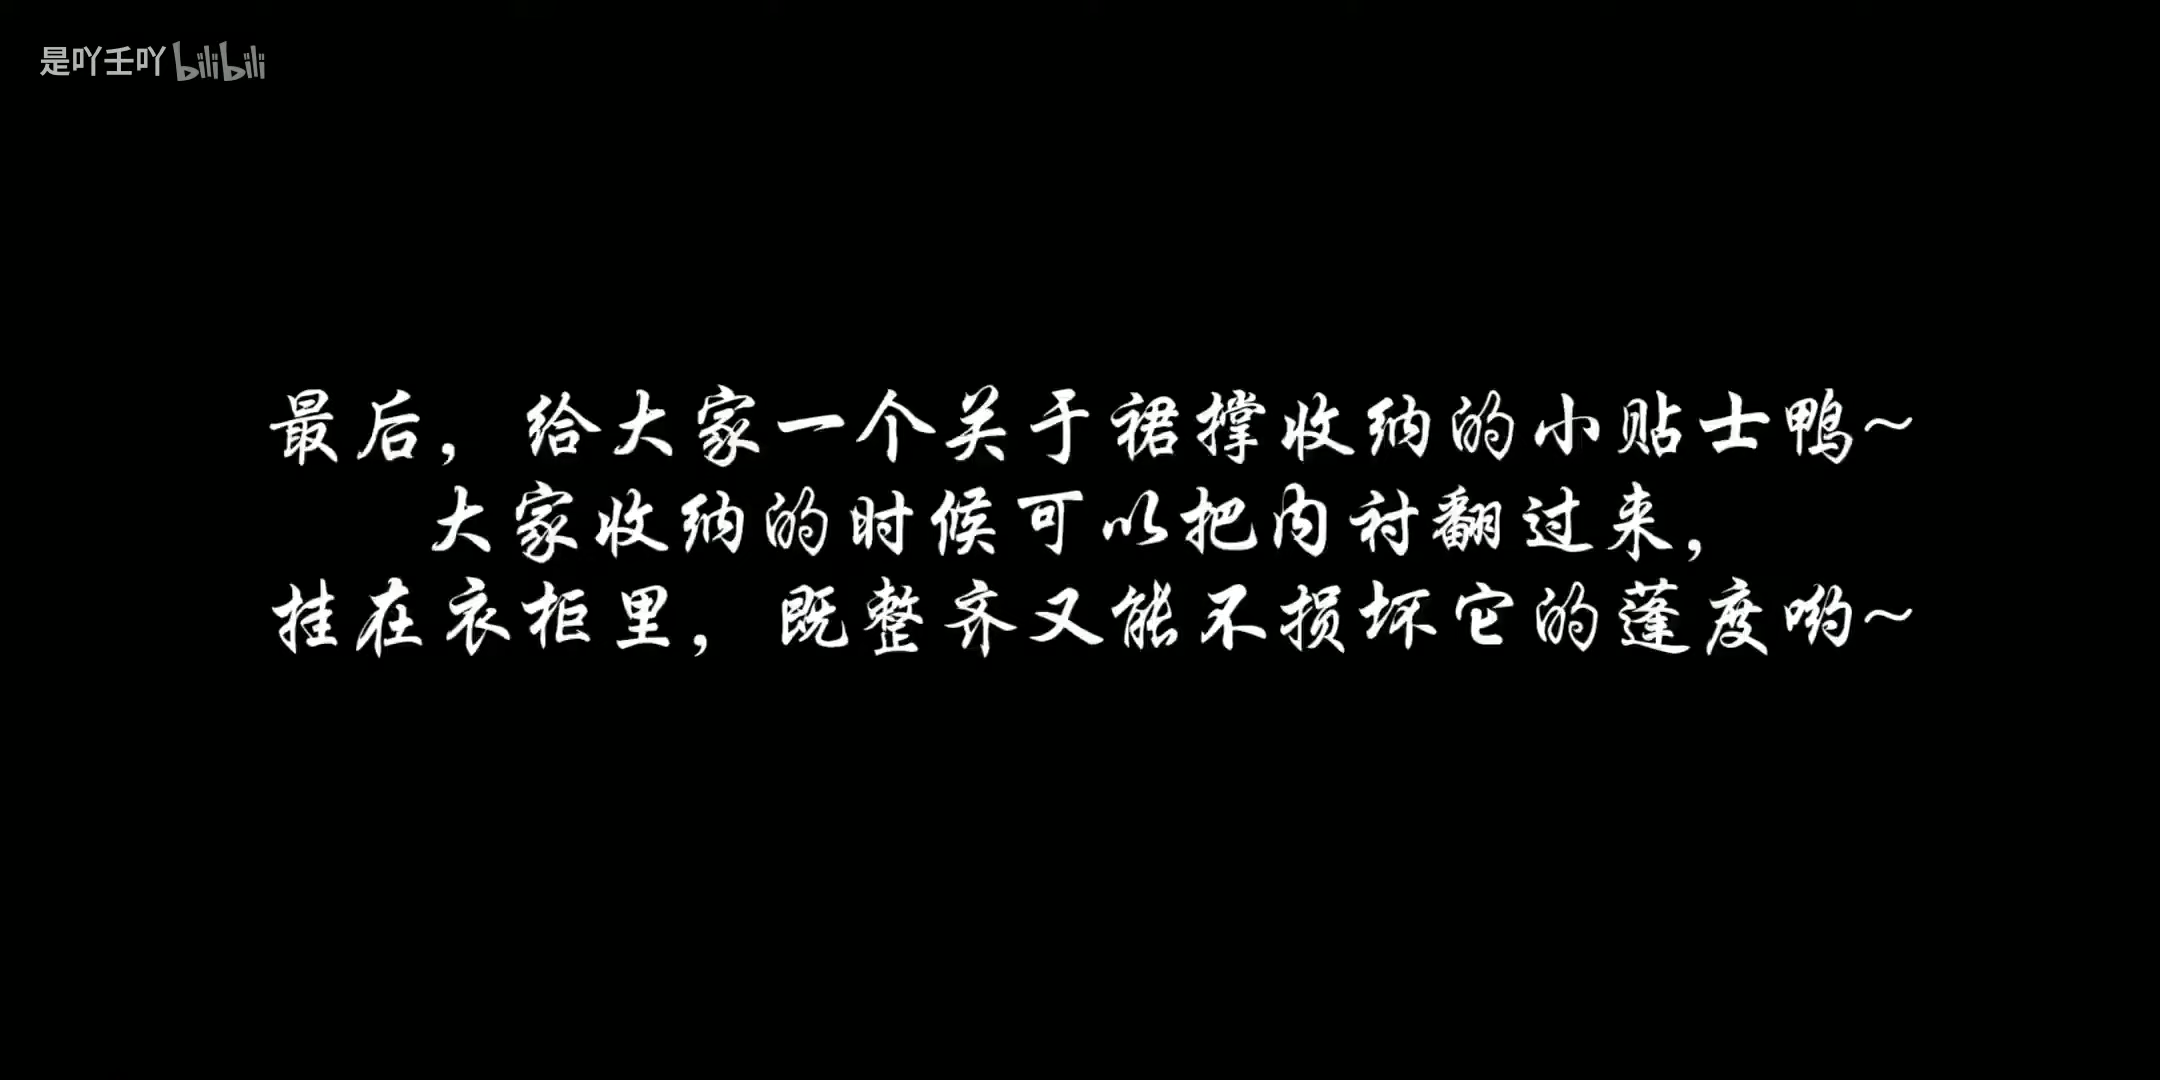 是吖壬吖 bilibili
最后，给大家一个关于裙撑收纳的小贴士鸭~
大家收纳的时候可以把内衬翻过来，
挂在衣柜里，既整齐又能不损坏它的蓬度哟~